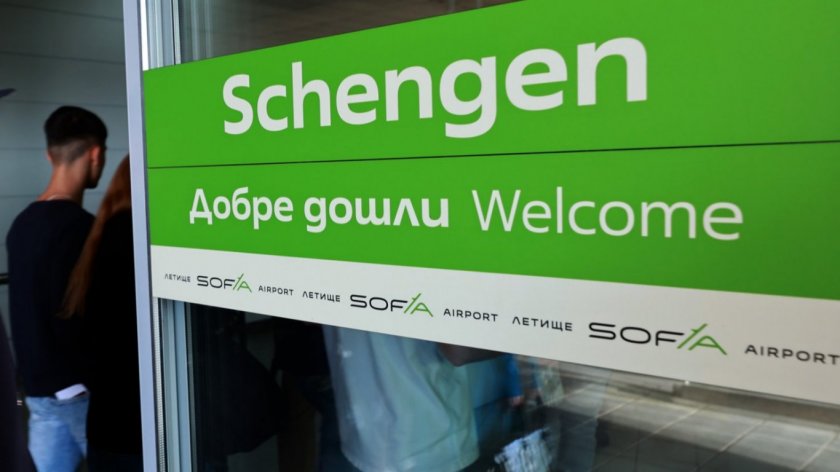 Schengen
Добре дошли Welcome
ЛЕТИЩЕ SOFIA AIRPORT ЛЕТИЩЕ SOFIA AIRPORT ЛЕТИЩЕ SOFIA AIRPORT